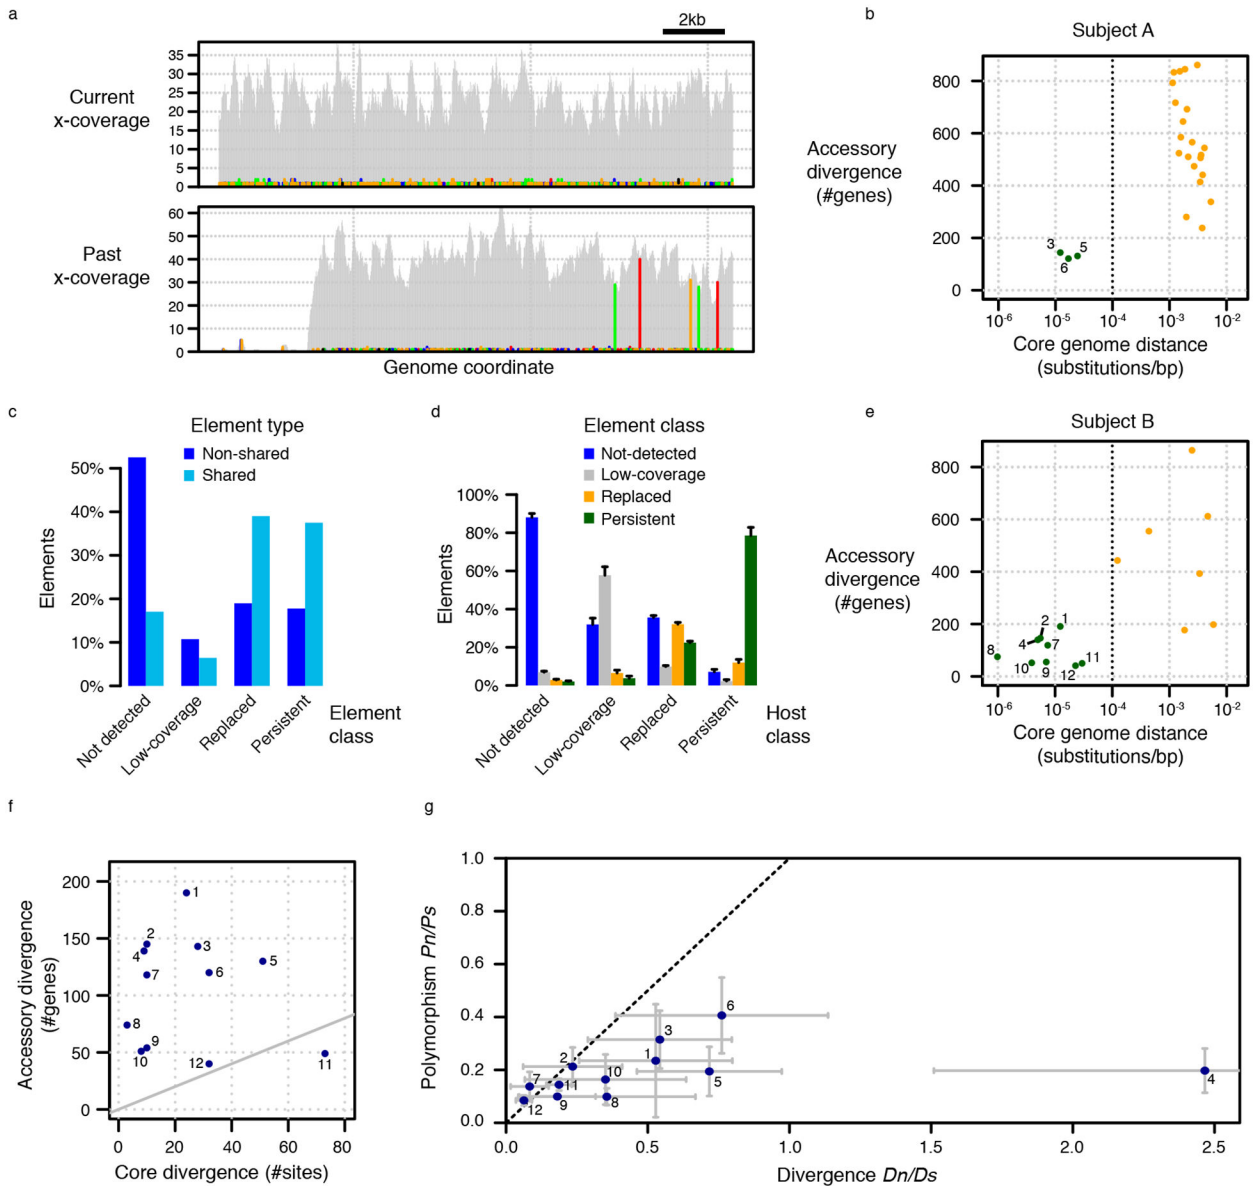 a
2kb
Current
x-coverage
35
30
25
20
15
10
5
0
Past
x-coverage
60
50
40
30
20
10
0
Genome coordinate
b
Subject A
Accessory
divergence
(#genes)
800
600
400
200
0
3
5
6
10-6
10-5
10-4
10-3
10-2
Core genome distance
(substitutions/bp)
c
Element type
Non-shared
Shared
Elements
50%
40%
30%
20%
10%
0%
Not detected
Low-coverage
Replaced
Persistent
Element
class
d
Element class
Not-detected
Low-coverage
Replaced
Persistent
Elements
100%
80%
60%
40%
20%
0%
Not detected
Low-coverage
Replaced
Persistent
Host
class
e
Subject B
Accessory
divergence
(#genes)
800
600
400
200
0
2
1
4
7
8
10
9
12
11
10-6
10-5
10-4
10-3
10-2
Core genome distance
(substitutions/bp)
f
Accessory divergence
(#genes)
200
150
100
50
0
1
2
4
3
5
6
7
8
9
10
12
11
0
20
40
60
80
Core divergence (#sites)
g
Polymorphism Pn/Ps
1.0
0.8
0.6
0.4
0.2
0.0
6
3
2
1
10
5
7
11
4
12
9
8
0.0
0.5
1.0
1.5
2.0
2.5
Divergence Dn/Ds